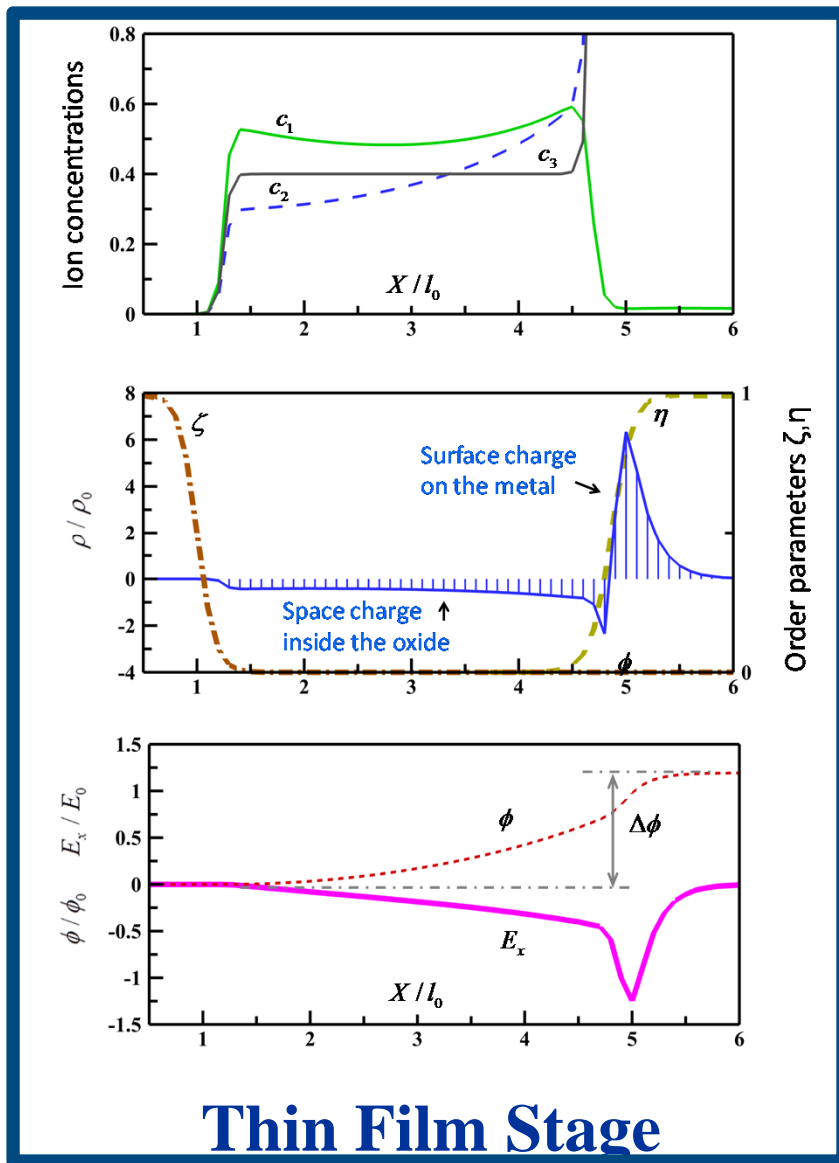 0.8
0.6
0.4
0.2
0
Ion concentrations
c₁
c₂
c₃
X / l₀
1 2 3 4 5 6
8
6
4
2
0
-2
-4
ρ / ρ₀
ζ
η
Surface charge
on the metal
Space charge
inside the oxide
ϕ
1
0
Order parameters ζ,η
1 2 3 4 5 6
1.5
1
0.5
0
-0.5
-1
-1.5
ϕ / ϕ₀ Eₓ / E₀
ϕ
Δϕ
Eₓ
X / l₀
1 2 3 4 5 6
Thin Film Stage